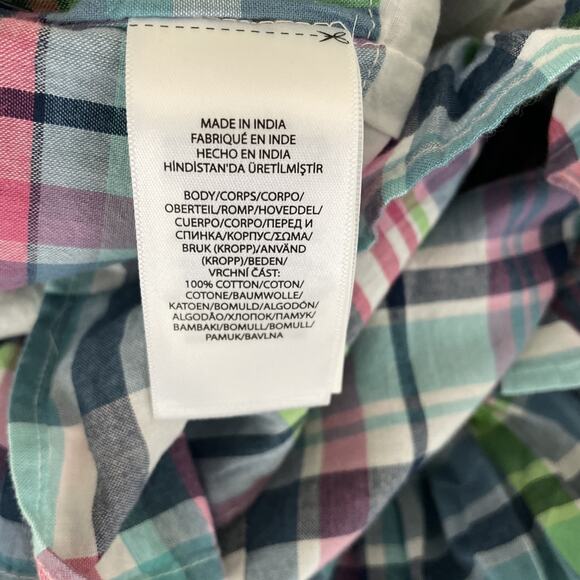 MADE IN INDIA
FABRIQUÉ EN INDE
HECHO EN INDIA
HİNDİSTAN'DA ÜRETİLMİŞTİR
BODY/CORPS/CORPO/
OBERTEIL/ROMP/HOVEDDEL/
CUERPO/CORPO/ПЕРЕД И
СПИНКА/КОРПУС/ΣΩΜΑ/
BRUK (KROPP)/ANVÄND
(KROPP)/BEDEN/
VRCHNÍ ČÁST:
100% COTTON/COTON/
COTONE/BAUMWOLLE/
KATOEN/BOMULD/ALGODÓN/
ALGODÃO/ХЛОПОК/ПАМУК/
BAMBAKI/BOMULL/BOMULL/
PAMUK/BAVLNA